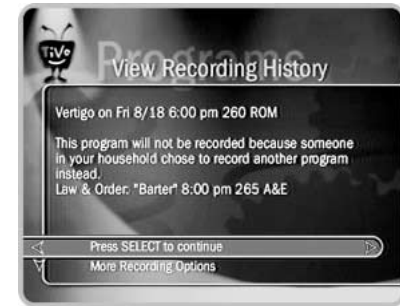 TiVo
Programs
View Recording History
Vertigo on Fri 8/18 6:00 pm 260 ROM
This program will not be recorded because someone
in your household chose to record another program
instead.
Law & Order: "Barter" 8:00 pm 265 A&E
Press SELECT to continue
More Recording Options